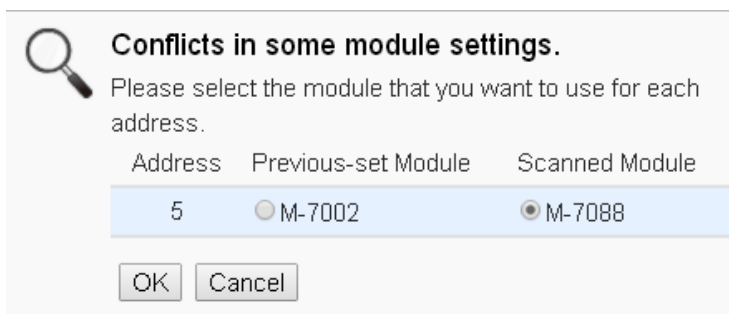 Conflicts in some module settings.
Please select the module that you want to use for each
address.
Address Previous-set Module Scanned Module
5 M-7002 M-7088
OK Cancel